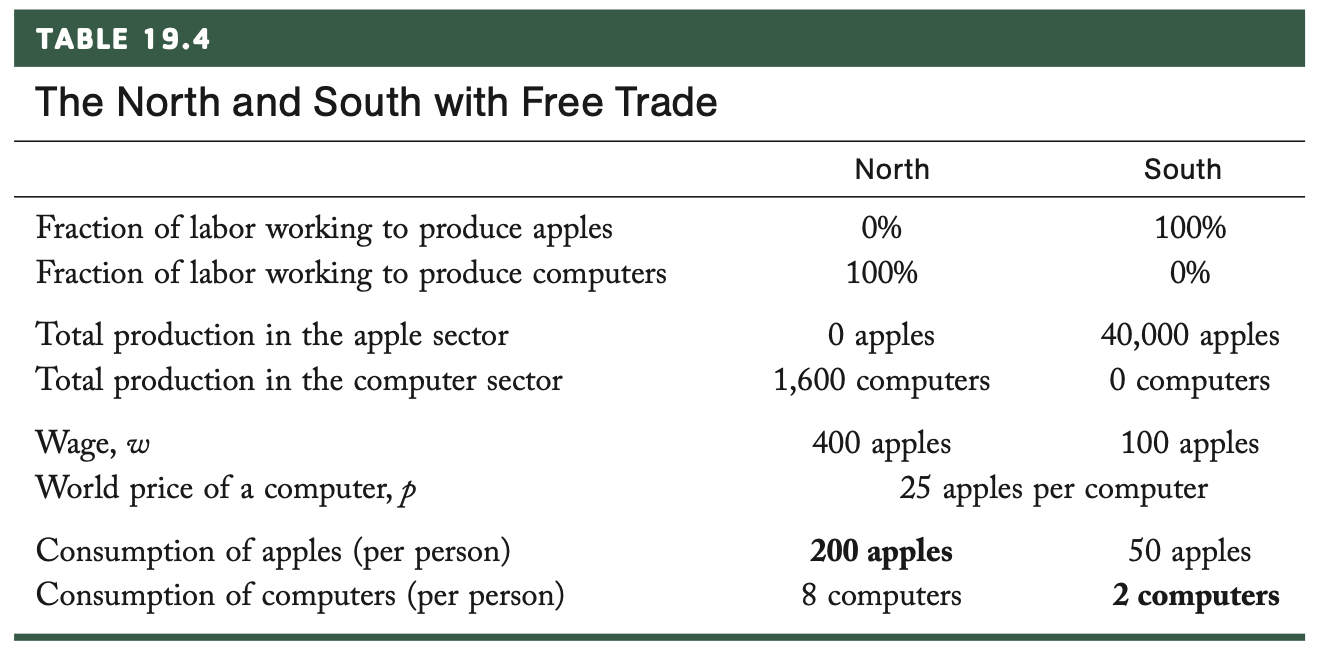 TABLE 19.4
The North and South with Free Trade
North South
Fraction of labor working to produce apples 0% 100%
Fraction of labor working to produce computers 100% 0%
Total production in the apple sector 0 apples 40,000 apples
Total production in the computer sector 1,600 computers 0 computers
Wage, w 400 apples 100 apples
World price of a computer, p 25 apples per computer
Consumption of apples (per person) 200 apples 50 apples
Consumption of computers (per person) 8 computers 2 computers